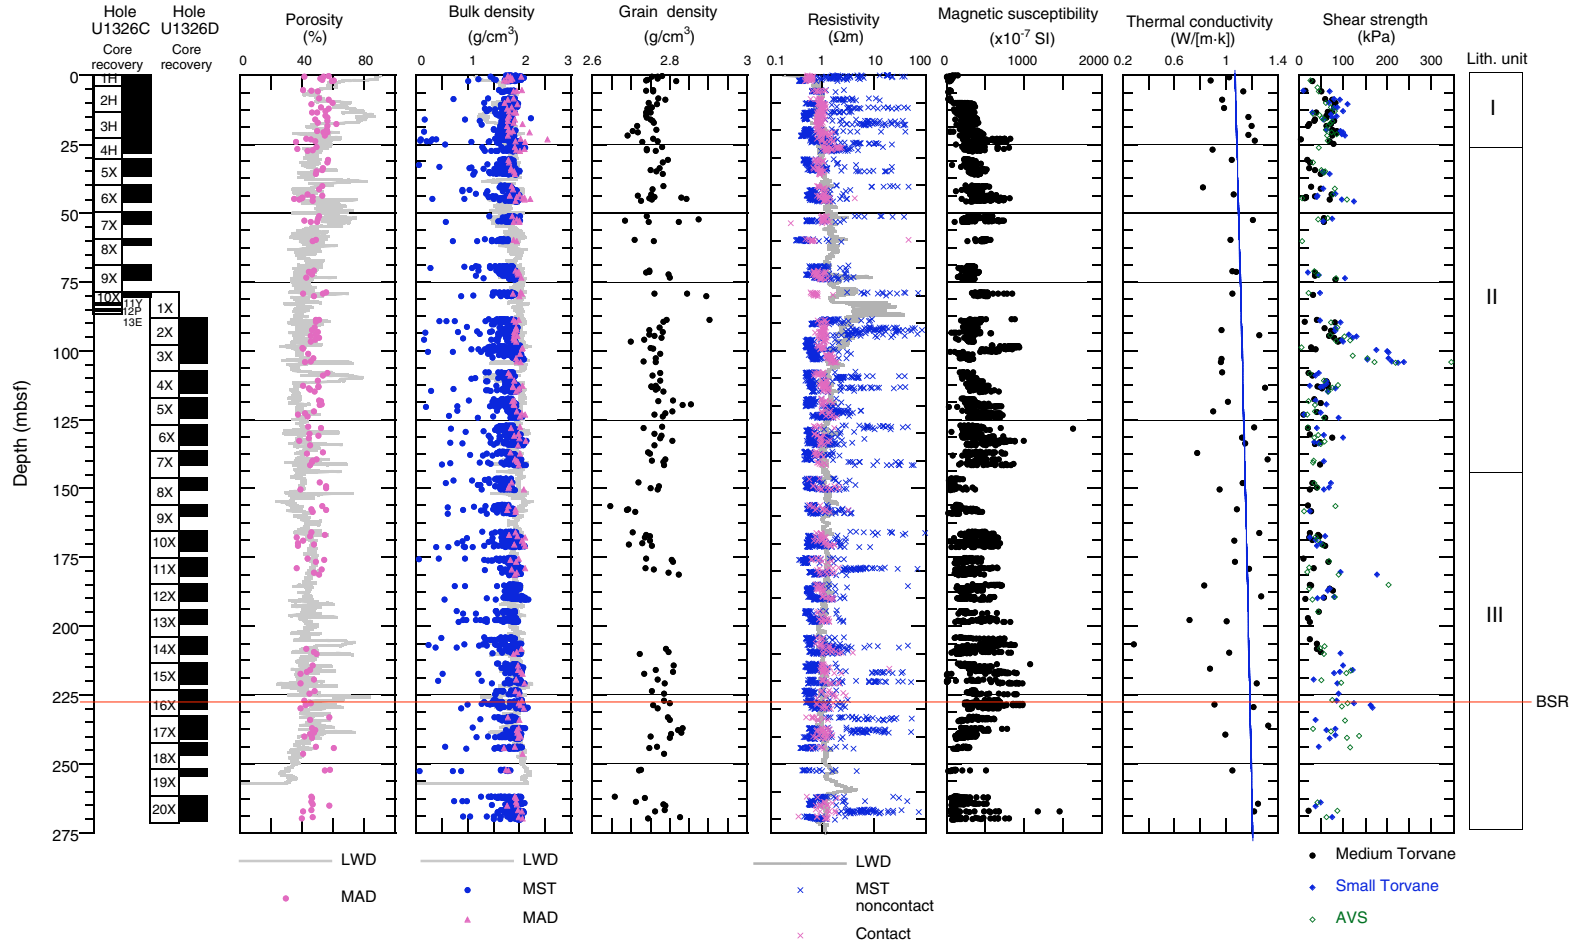 Hole U1326C
Core recovery
Hole U1326D
Core recovery
Porosity (%)
Bulk density (g/cm³)
Grain density (g/cm³)
Resistivity (Ωm)
Magnetic susceptibility (x10⁻⁷ SI)
Thermal conductivity (W/[m·k])
Shear strength (kPa)
Lith. unit
0 40 80
0 1 2 3
2.6 2.8 3
0.1 1 10 100
0 1000 2000
0.2 0.6 1 1.4
0 100 200 300
Depth (mbsf)
0
25
50
75
100
125
150
175
200
225
250
275
1H
2H
3H
4H
5X
6X
7X
8X
9X
10X
11Y
12P
13E
1X
2X
3X
4X
5X
6X
7X
8X
9X
10X
11X
12X
13X
14X
15X
16X
17X
18X
19X
20X
I
II
III
BSR
LWD
MAD
LWD
MST
MAD
LWD
MST noncontact
Contact
Medium Torvane
Small Torvane
AVS